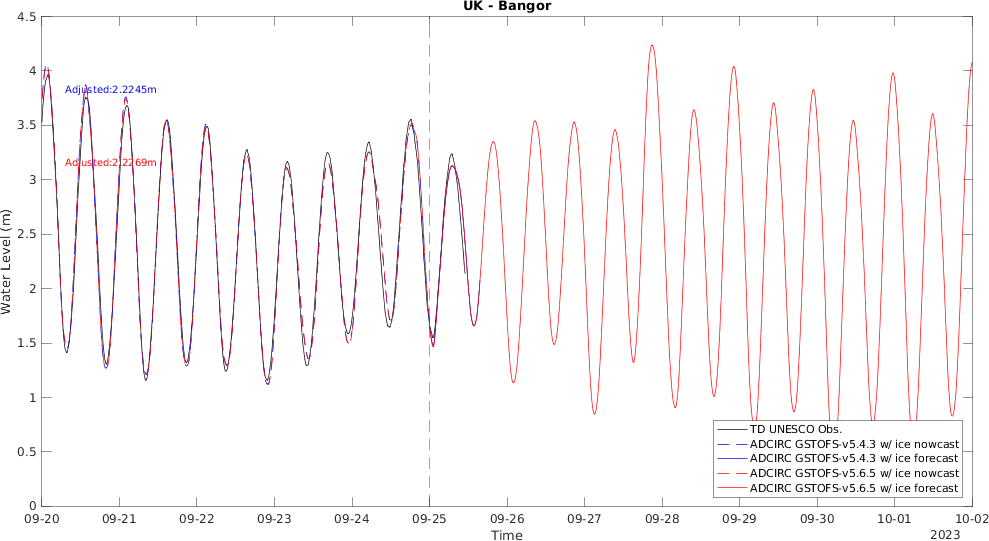 UK - Bangor
4.5
4
3.5
3
2.5
2
1.5
1
0.5
0
Water Level (m)
Adjusted:2.2245m
Adjusted:2.2269m
TD UNESCO Obs.
ADCIRC GSTOFS-v5.4.3 w/ ice nowcast
ADCIRC GSTOFS-v5.4.3 w/ ice forecast
ADCIRC GSTOFS-v5.6.5 w/ ice nowcast
ADCIRC GSTOFS-v5.6.5 w/ ice forecast
09-20 09-21 09-22 09-23 09-24 09-25 09-26 09-27 09-28 09-29 09-30 10-01 10-02
Time
2023